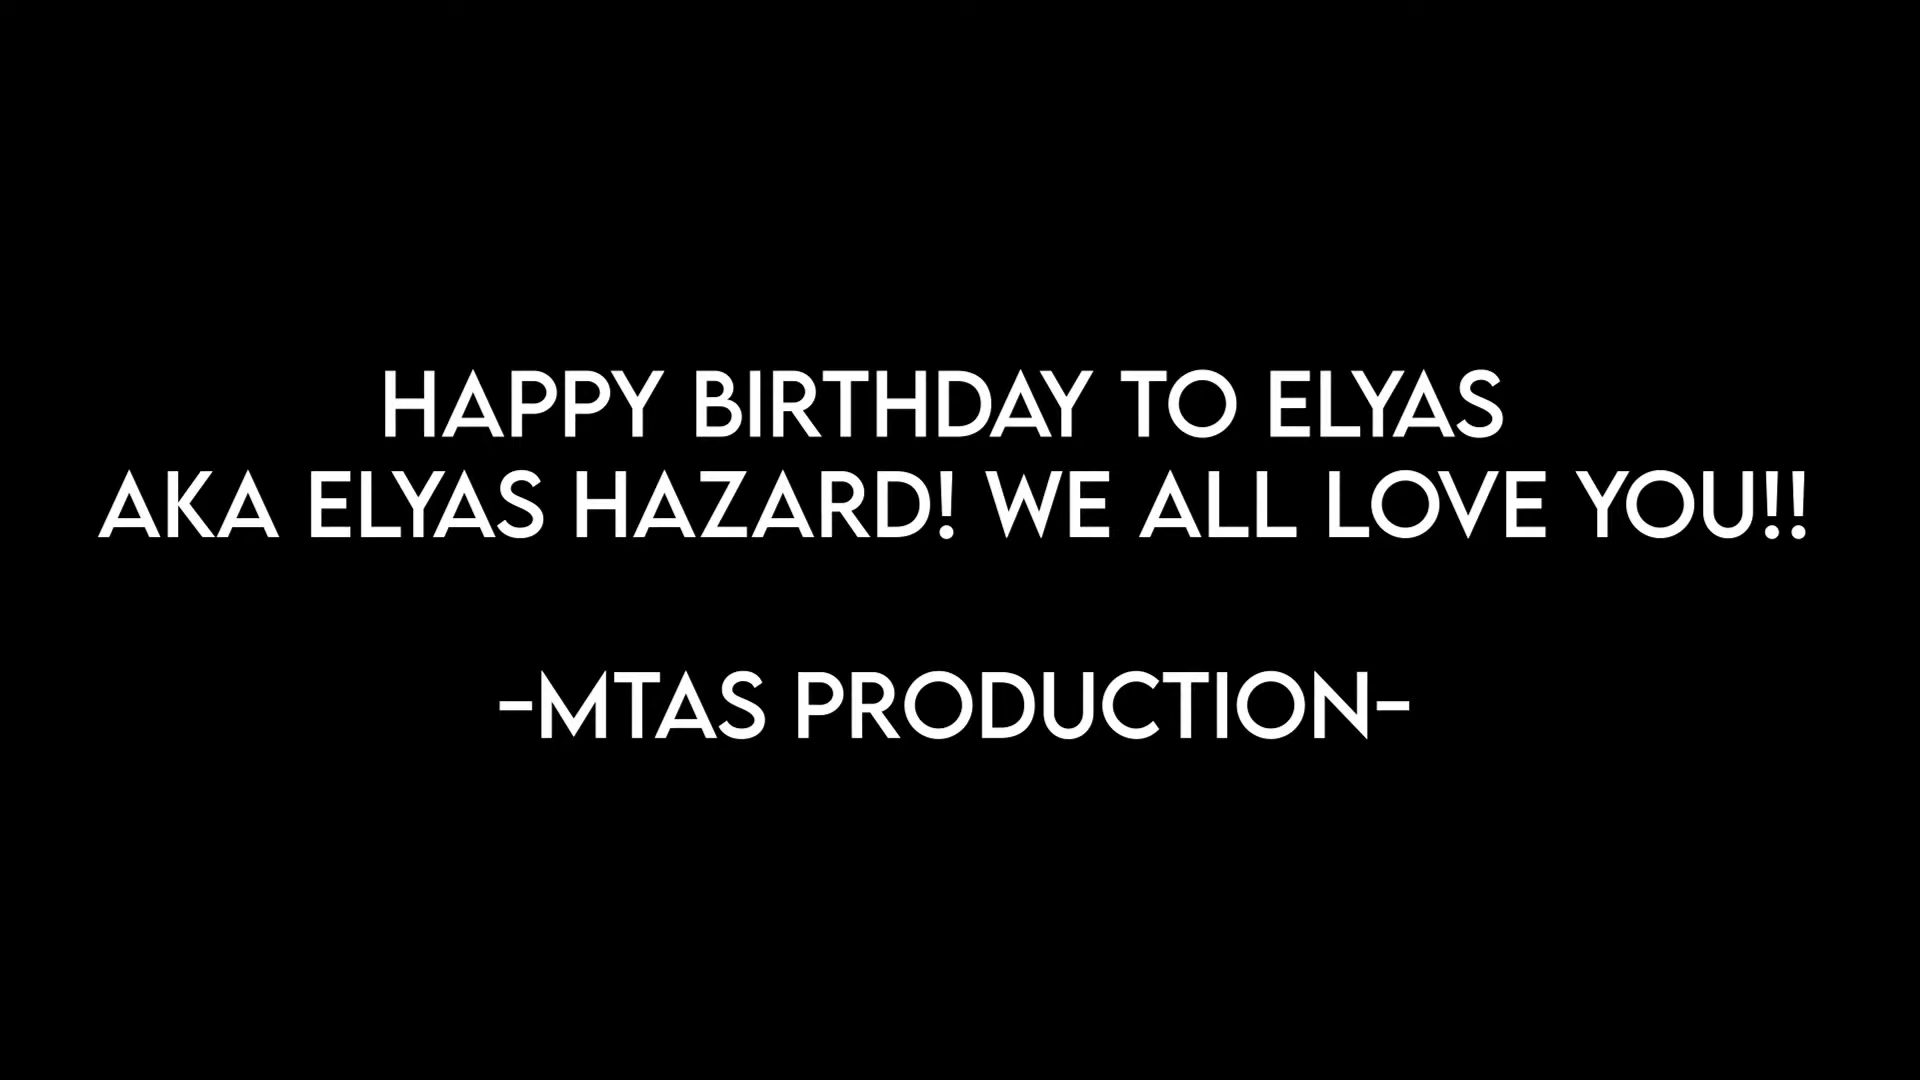 HAPPY BIRTHDAY TO ELYAS
AKA ELYAS HAZARD! WE ALL LOVE YOU!!
-MTAS PRODUCTION-